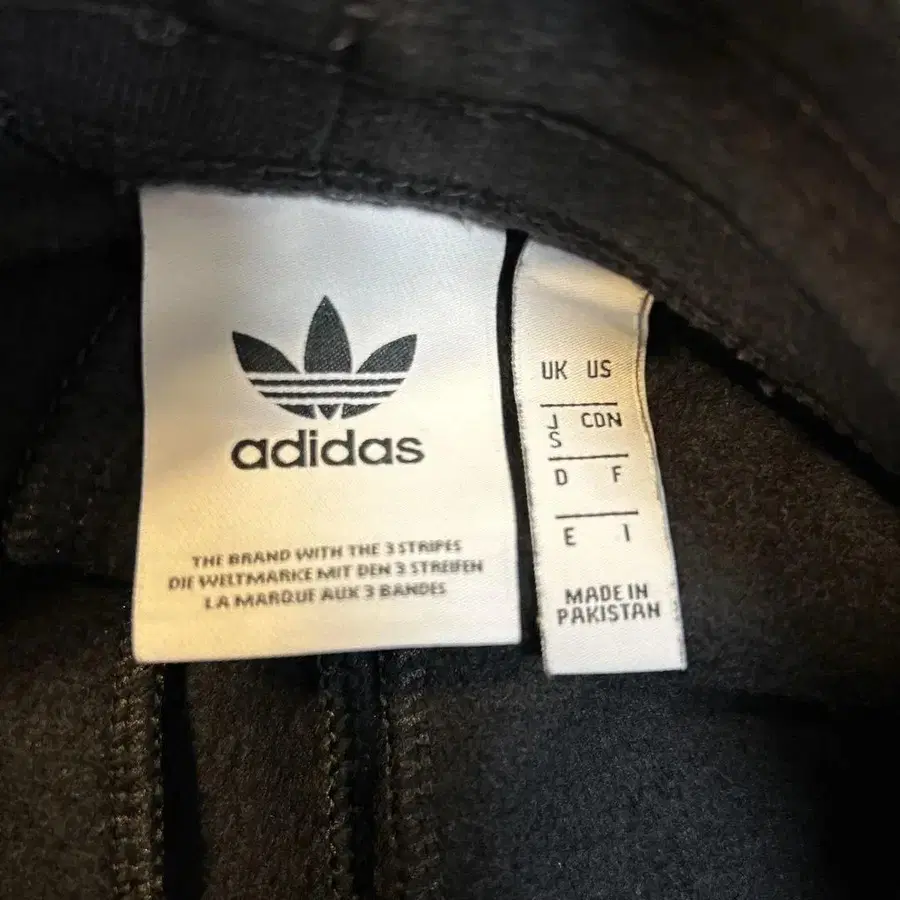 adidas
THE BRAND WITH THE 3 STRIPES
DIE WELTMARKE MIT DEN 3 STREIFEN
LA MARQUE AUX 3 BANDES
UK US
J CDN
S
D F
E I
MADE IN
PAKISTAN